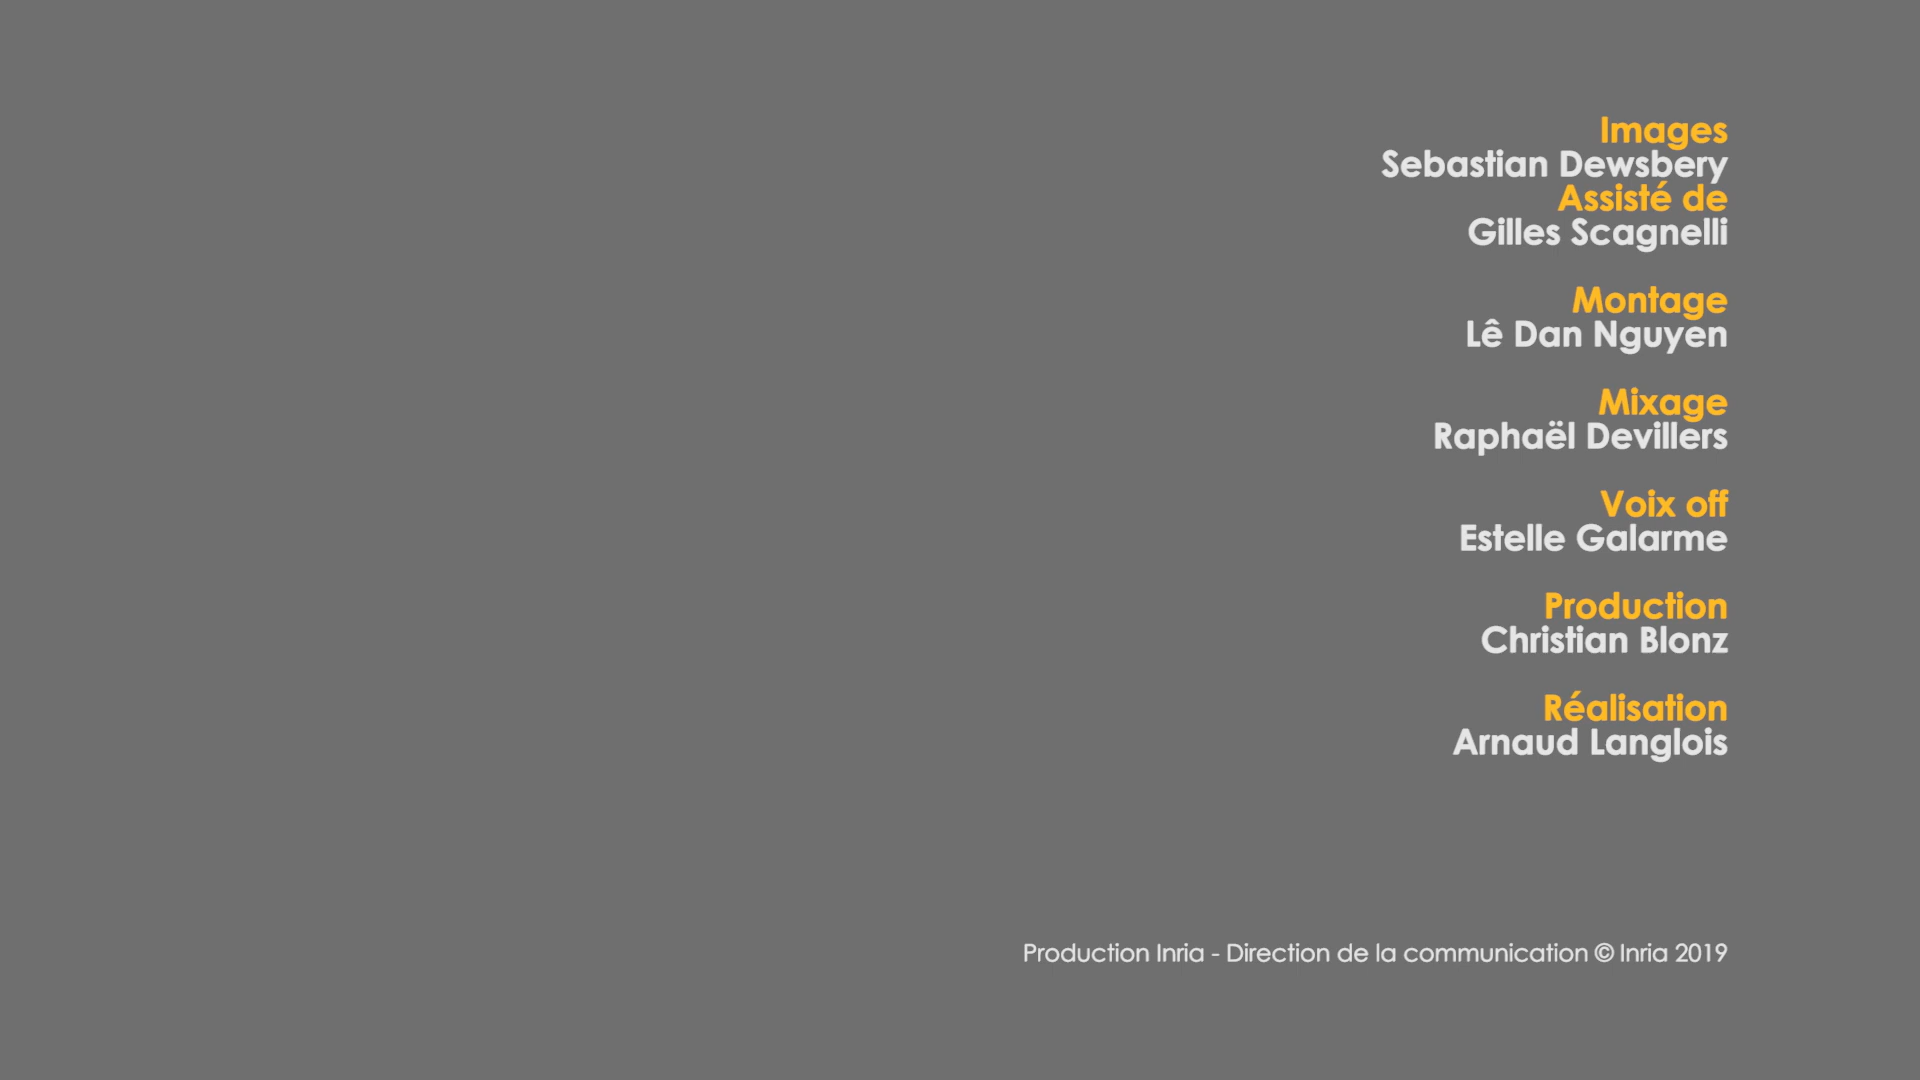 Images
Sebastian Dewsbery
Assisté de
Gilles Scagnelli
Montage
Lê Dan Nguyen
Mixage
Raphaël Devillers
Voix off
Estelle Galarme
Production
Christian Blonz
Réalisation
Arnaud Langlois
Production Inria - Direction de la communication © Inria 2019